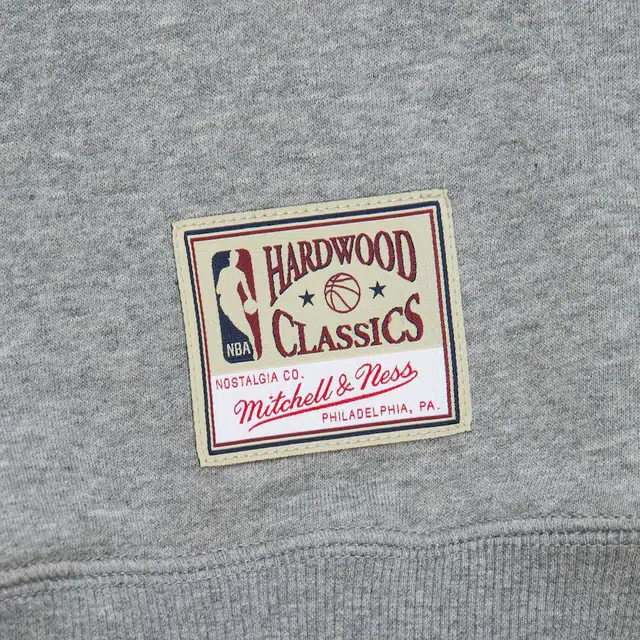 HARDWOOD
CLASSICS
NBA
NOSTALGIA CO.
Mitchell & Ness
PHILADELPHIA, PA.